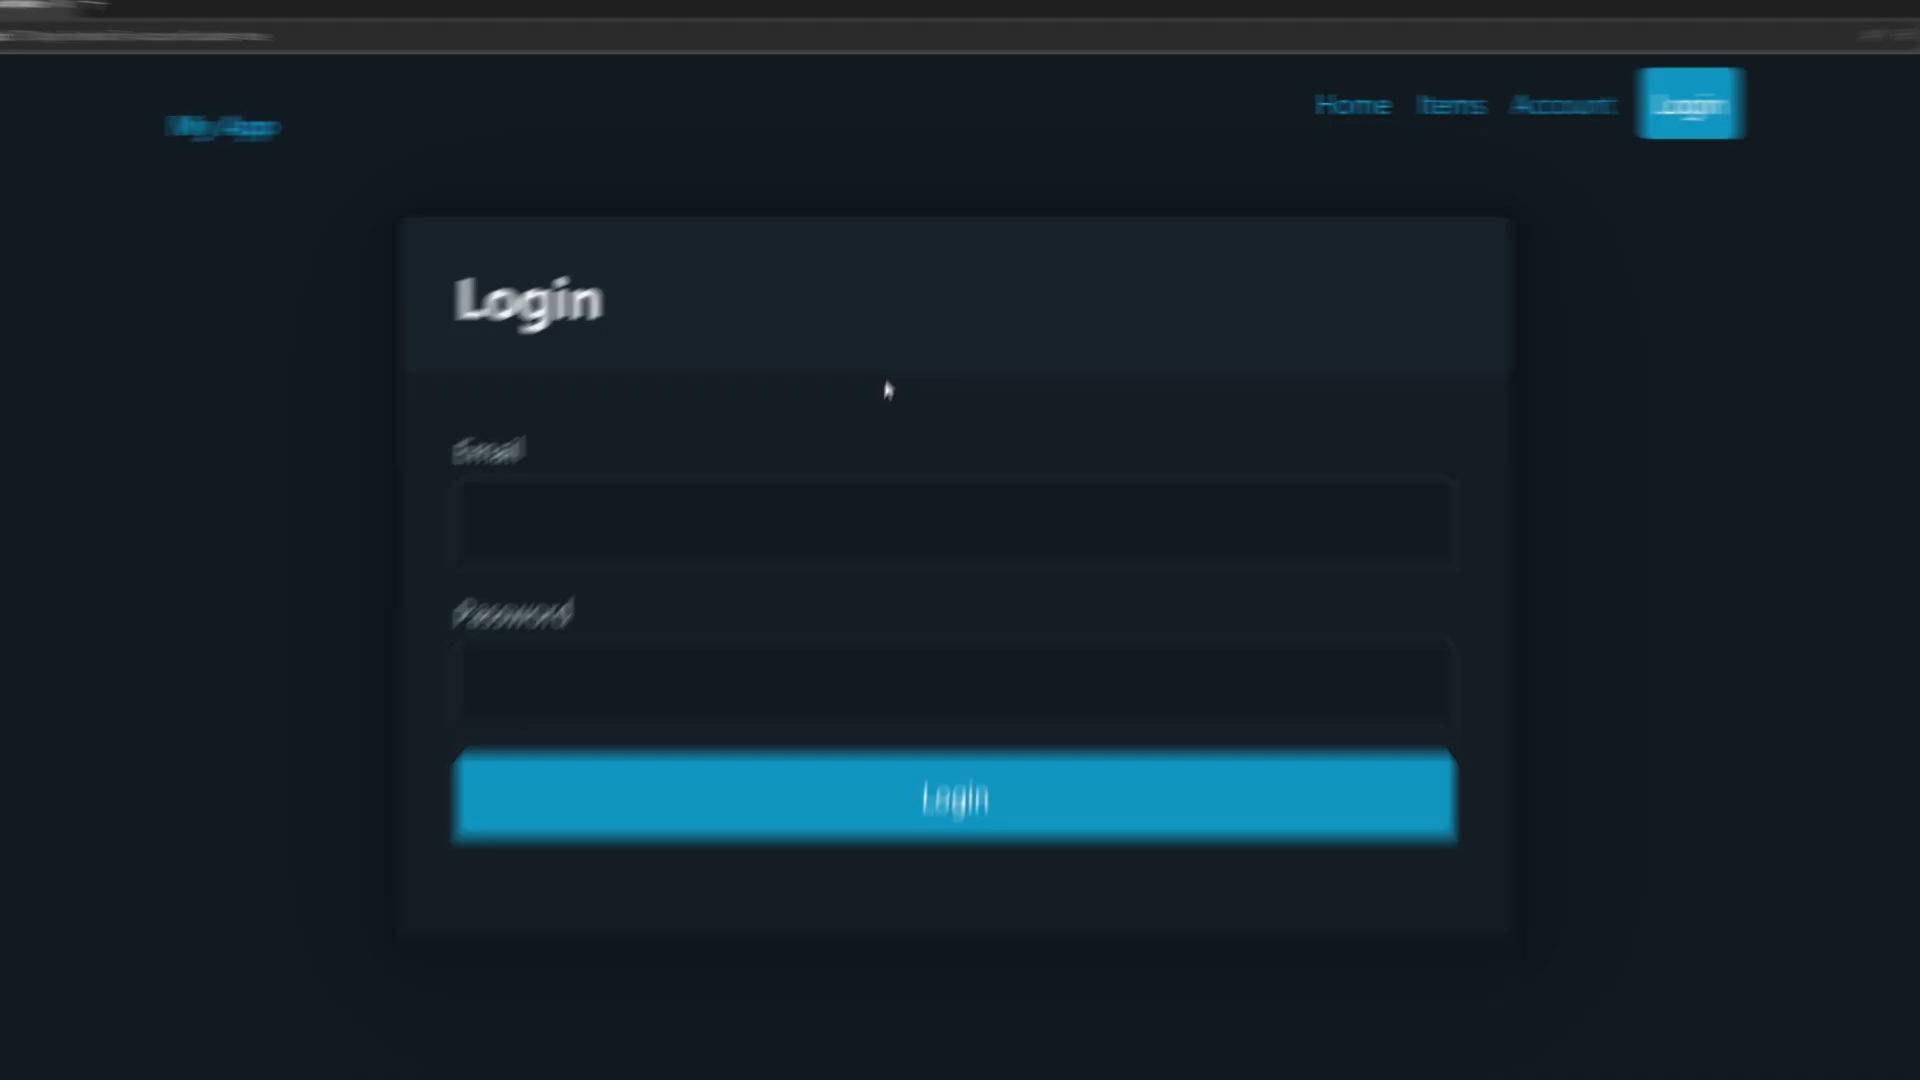 MyApp
Home Items Account Login
Login
Email
Password
Login